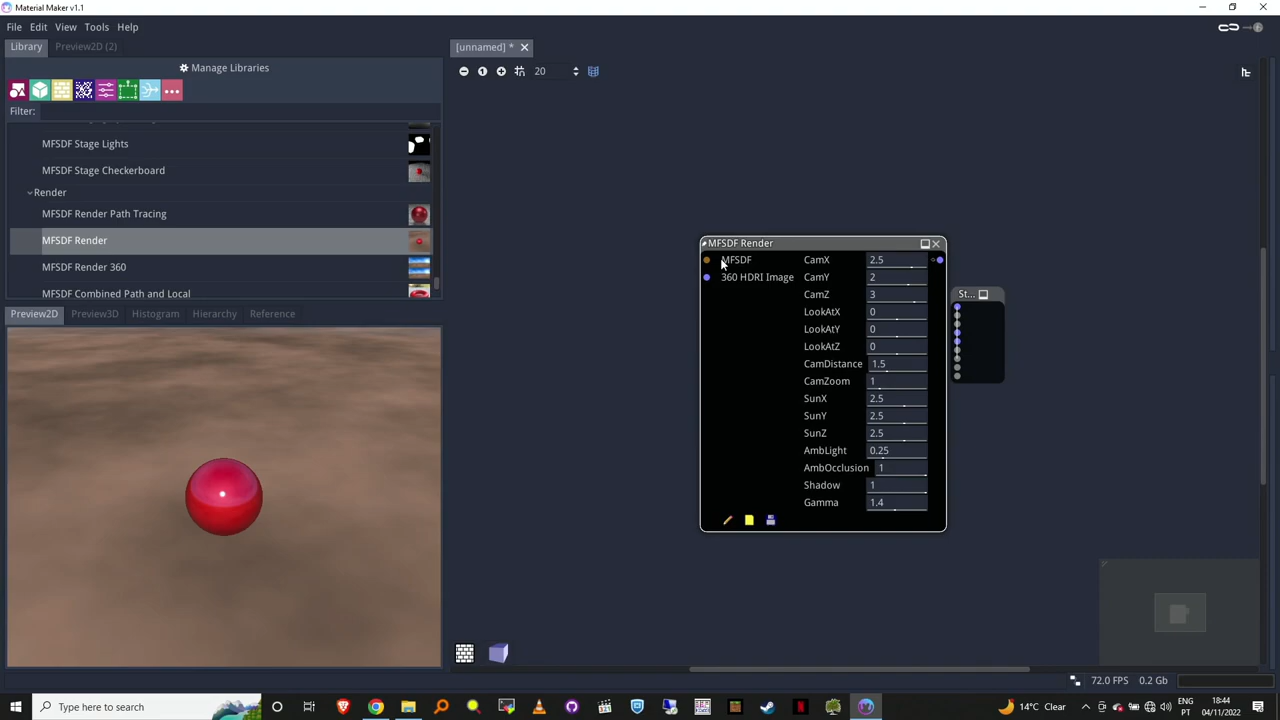 Material Maker v1.1
File Edit View Tools Help
Library Preview2D (2)
[unnamed] *
20
Manage Libraries
Filter:
MFSDF Stage Lights
MFSDF Stage Checkerboard
Render
MFSDF Render Path Tracing
MFSDF Render
MFSDF Render 360
MFSDF Combined Path and Local
Preview2D Preview3D Histogram Hierarchy Reference
MFSDF Render
MFSDF CamX 2.5
360 HDRI Image CamY 2
CamZ 3
LookAtX 0
LookAtY 0
LookAtZ 0
CamDistance 1.5
CamZoom 1
SunX 2.5
SunY 2.5
SunZ 2.5
AmbLight 0.25
AmbOcclusion 1
Shadow 1
Gamma 1.4
St...
72.0 FPS 0.2 Gb
Type here to search
14°C Clear
EN
PT
18:44
04/11/2022